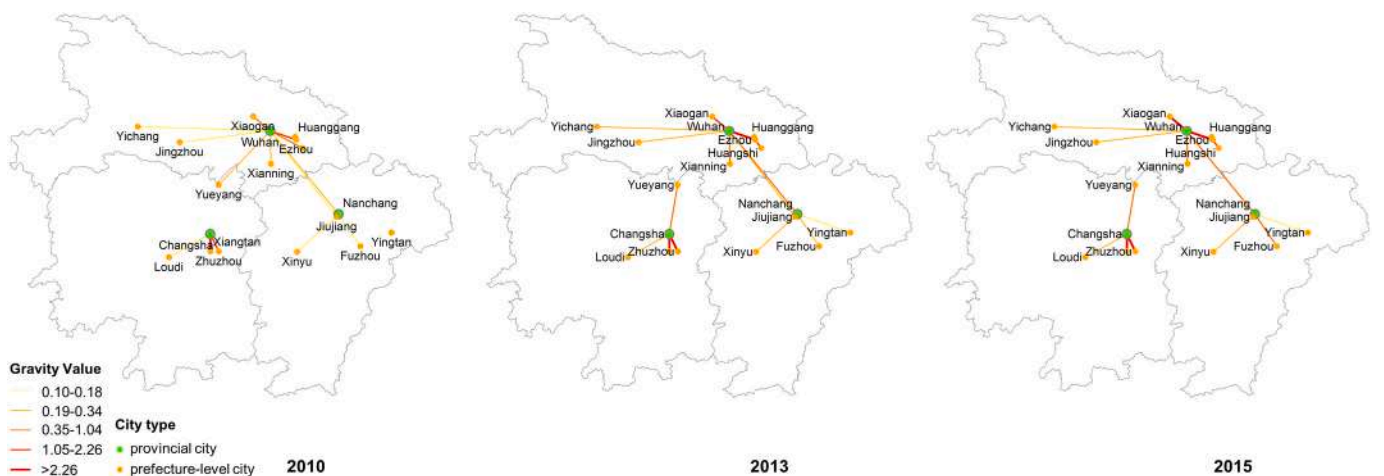 Xiaogan
Huanggang
Yichang
Wuhan
Ezhou
Jingzhou
Xianning
Yueyang
Nanchang
Jiujiang
Changsha
Xiangtan
Yingtan
Loudi
Zhuzhou
Xinyu
Fuzhou
Gravity Value
0.10-0.18
0.19-0.34
0.35-1.04
1.05-2.26
>2.26
City type
provincial city
prefecture-level city
2010
Xiaogan
Yichang
Wuhan
Huanggang
Ezhou
Jingzhou
Huangshi
Xianning
Yueyang
Nanchang
Jiujiang
Changsha
Yingtan
Zhuzhou
Loudi
Xinyu
Fuzhou
2013
Xiaogan
Yichang
Wuhan
Huanggang
Ezhou
Jingzhou
Huangshi
Xianning
Yueyang
Nanchang
Jiujiang
Changsha
Yingtan
Zhuzhou
Loudi
Xinyu
Fuzhou
2015